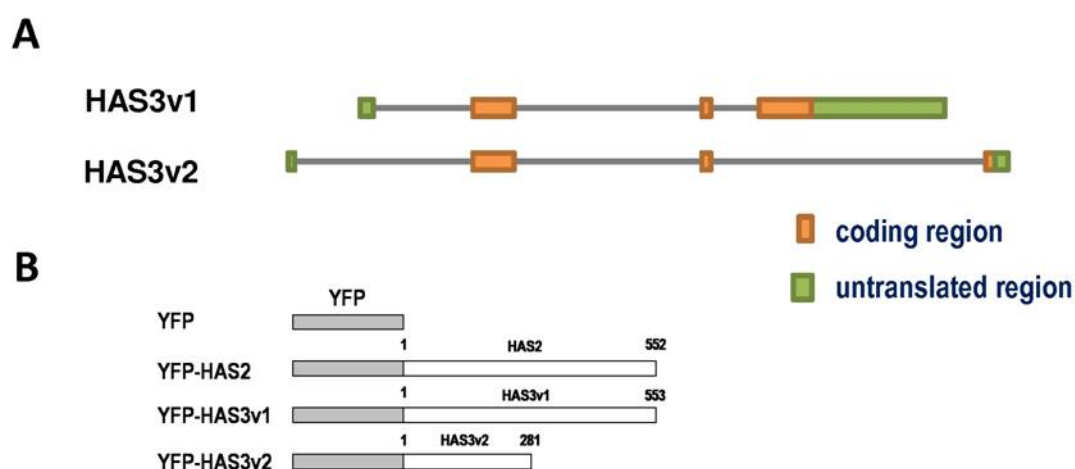 A
HAS3v1
HAS3v2
coding region
untranslated region
B
YFP
YFP
1 HAS2 552
YFP-HAS2
1 HAS3v1 553
YFP-HAS3v1
1 HAS3v2 281
YFP-HAS3v2